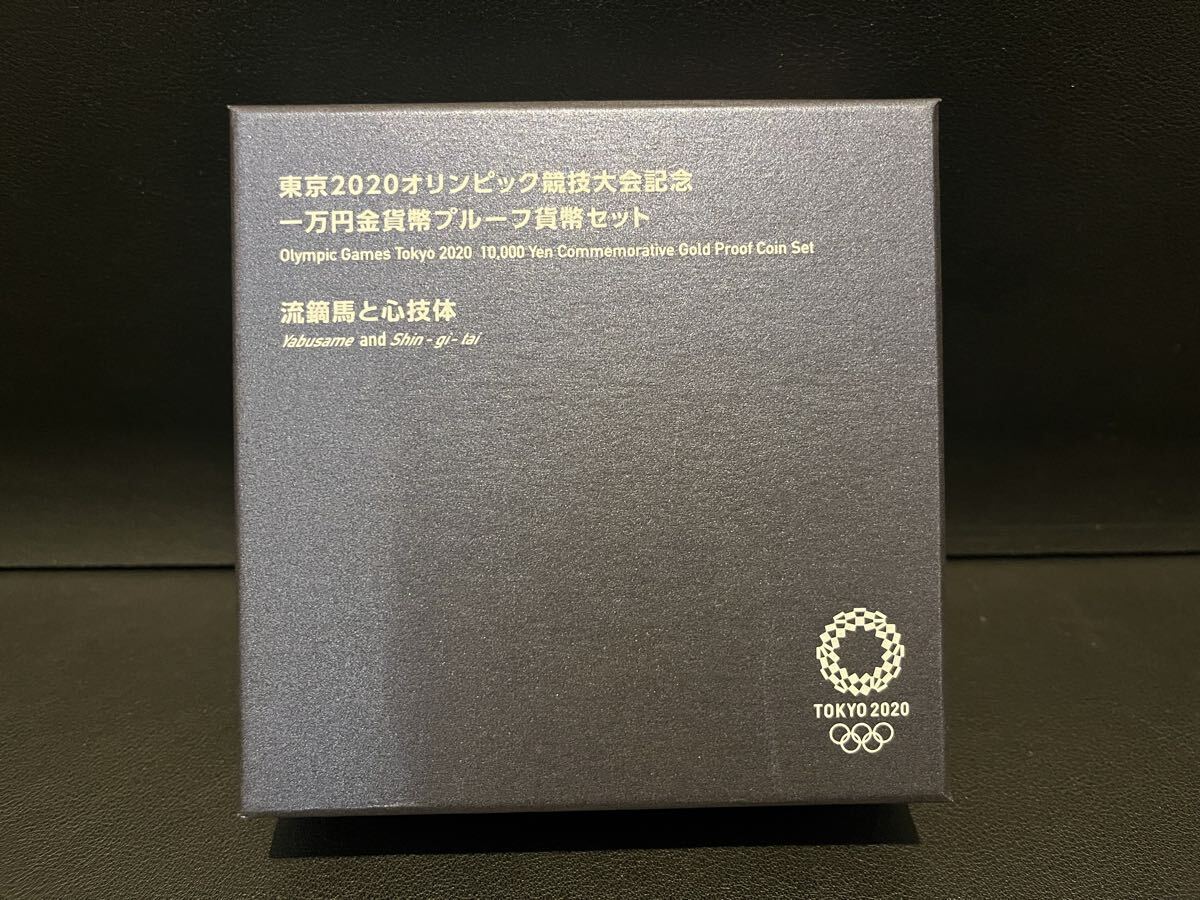 東京2020オリンピック競技大会記念
一万円金貨幣プルーフ貨幣セット
Olympic Games Tokyo 2020 10,000 Yen Commemorative Gold Proof Coin Set
流鏑馬と心技体
Yabusame and Shin-gi-tai
TOKYO 2020